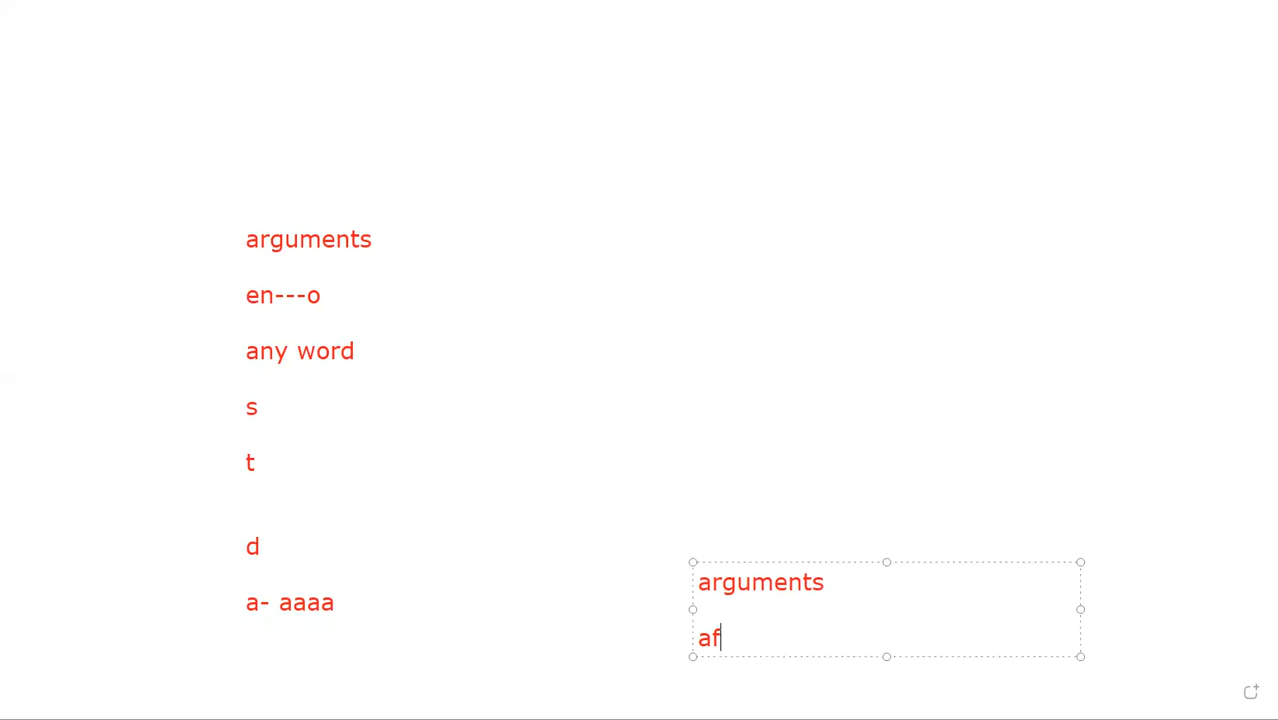 arguments
en---o
any word
s
t
d
a- aaaa
arguments
af